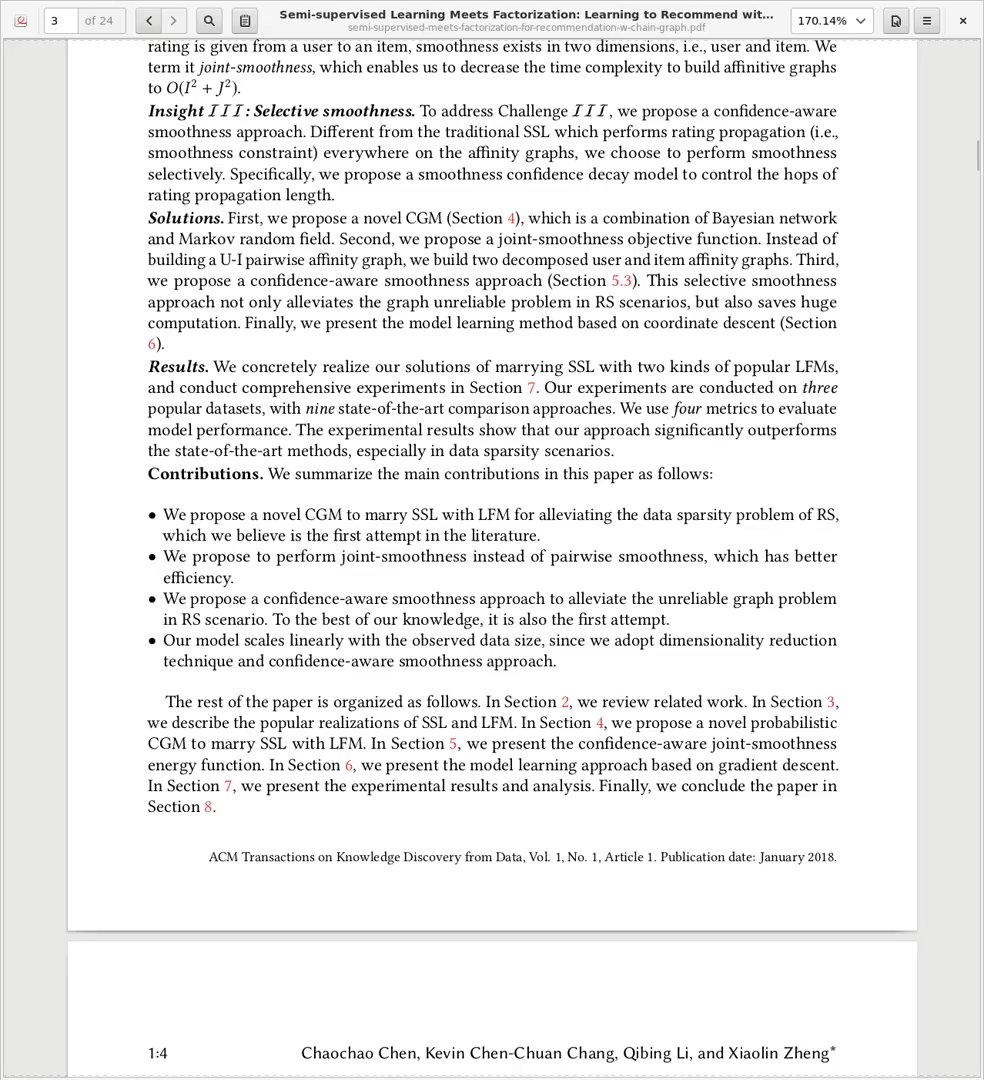 3 of 24
Semi-supervised Learning Meets Factorization: Learning to Recommend wit...
semi-supervised-meets-factorization-for-recommendation-w-chain-graph.pdf
170.14%
rating is given from a user to an item, smoothness exists in two dimensions, i.e., user and item. We
term it joint-smoothness, which enables us to decrease the time complexity to build affinitive graphs
to O(I² + J²).
Insight III: Selective smoothness. To address Challenge III, we propose a confidence-aware
smoothness approach. Different from the traditional SSL which performs rating propagation (i.e.,
smoothness constraint) everywhere on the affinity graphs, we choose to perform smoothness
selectively. Specifically, we propose a smoothness confidence decay model to control the hops of
rating propagation length.
Solutions. First, we propose a novel CGM (Section 4), which is a combination of Bayesian network
and Markov random field. Second, we propose a joint-smoothness objective function. Instead of
building a U-I pairwise affinity graph, we build two decomposed user and item affinity graphs. Third,
we propose a confidence-aware smoothness approach (Section 5.3). This selective smoothness
approach not only alleviates the graph unreliable problem in RS scenarios, but also saves huge
computation. Finally, we present the model learning method based on coordinate descent (Section
6).
Results. We concretely realize our solutions of marrying SSL with two kinds of popular LFMs,
and conduct comprehensive experiments in Section 7. Our experiments are conducted on three
popular datasets, with nine state-of-the-art comparison approaches. We use four metrics to evaluate
model performance. The experimental results show that our approach significantly outperforms
the state-of-the-art methods, especially in data sparsity scenarios.
Contributions. We summarize the main contributions in this paper as follows:
• We propose a novel CGM to marry SSL with LFM for alleviating the data sparsity problem of RS,
which we believe is the first attempt in the literature.
• We propose to perform joint-smoothness instead of pairwise smoothness, which has better
efficiency.
• We propose a confidence-aware smoothness approach to alleviate the unreliable graph problem
in RS scenario. To the best of our knowledge, it is also the first attempt.
• Our model scales linearly with the observed data size, since we adopt dimensionality reduction
technique and confidence-aware smoothness approach.
The rest of the paper is organized as follows. In Section 2, we review related work. In Section 3,
we describe the popular realizations of SSL and LFM. In Section 4, we propose a novel probabilistic
CGM to marry SSL with LFM. In Section 5, we present the confidence-aware joint-smoothness
energy function. In Section 6, we present the model learning approach based on gradient descent.
In Section 7, we present the experimental results and analysis. Finally, we conclude the paper in
Section 8.
ACM Transactions on Knowledge Discovery from Data, Vol. 1, No. 1, Article 1. Publication date: January 2018.
1:4 Chaochao Chen, Kevin Chen-Chuan Chang, Qibing Li, and Xiaolin Zheng*